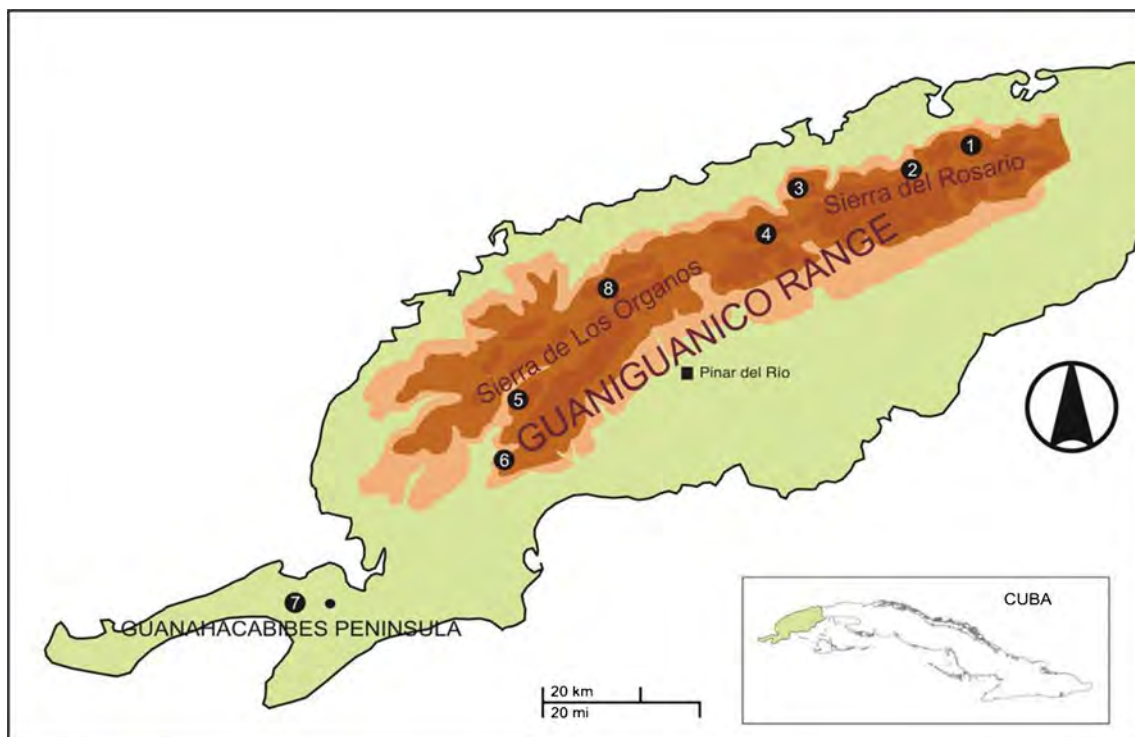 1
2
3
Sierra del Rosario
4
8
Sierra de Los Organos
GUANIGUANICO RANGE
Pinar del Rio
5
6
7
GUANAHACABIBES PENINSULA
CUBA
20 km
20 mi